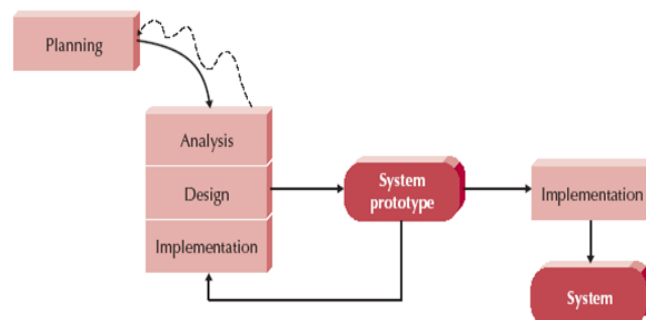 Planning
Analysis
Design
Implementation
System
prototype
Implementation
System